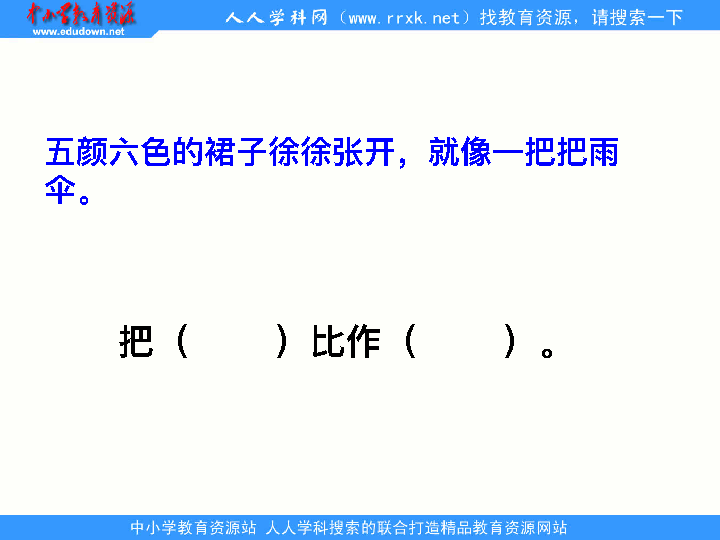 中小学教育资源
www.edudown.net
人人学科网（www.rrxk.net）找教育资源，请搜索一下
五颜六色的裙子徐徐张开，就像一把把雨
伞。
把（　　）比作（　　）。
中小学教育资源站 人人学科搜索的联合打造精品教育资源网站